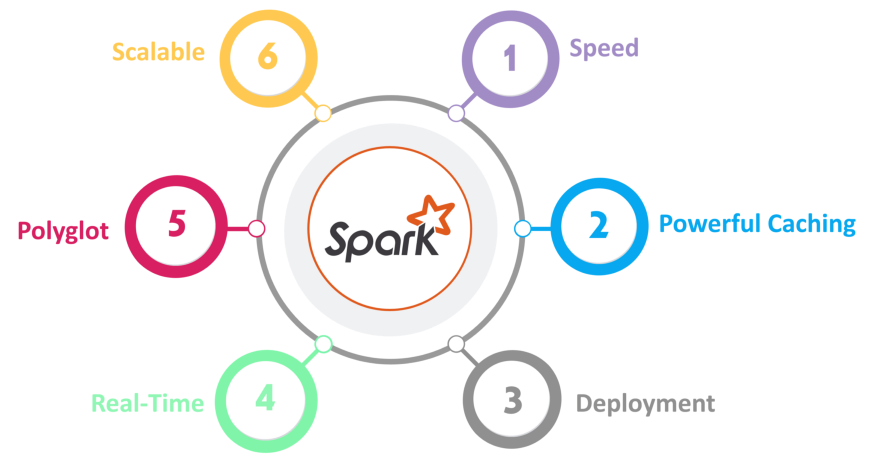 1 Speed
2 Powerful Caching
3 Deployment
4 Real-Time
5 Polyglot
6 Scalable
Spark